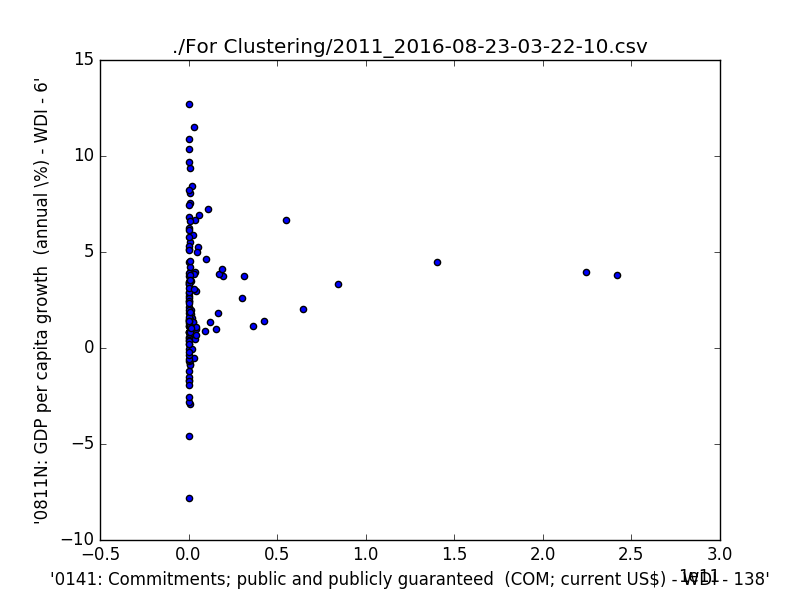 ./For Clustering/2011_2016-08-23-03-22-10.csv
15
10
5
0
−5
−10
'0811N: GDP per capita growth  (annual \%) - WDI - 6'
−0.5 0.0 0.5 1.0 1.5 2.0 2.5 3.0
1e11
'0141: Commitments; public and publicly guaranteed  (COM; current US$) - WDI - 138'